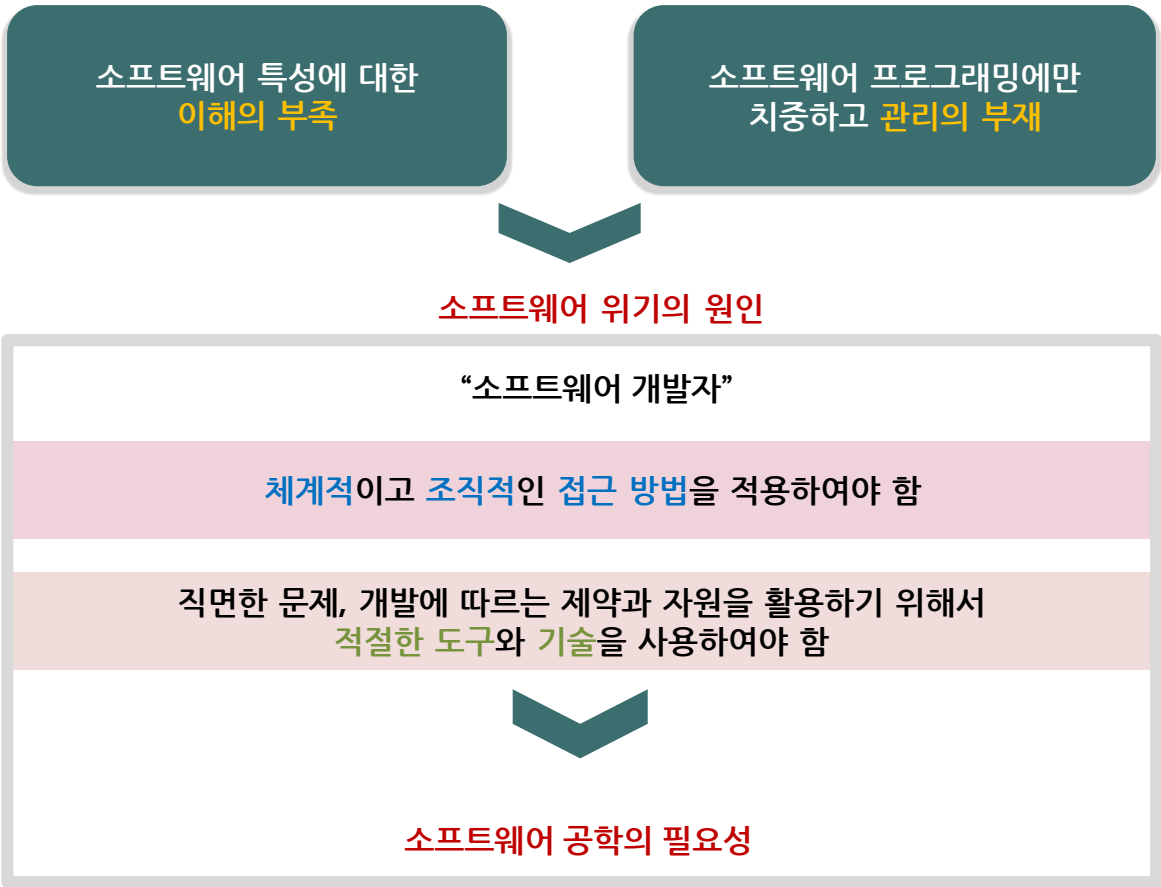 소프트웨어 특성에 대한
이해의 부족
소프트웨어 프로그래밍에만
치중하고 관리의 부재
소프트웨어 위기의 원인
“소프트웨어 개발자”
체계적이고 조직적인 접근 방법을 적용하여야 함
직면한 문제, 개발에 따르는 제약과 자원을 활용하기 위해서
적절한 도구와 기술을 사용하여야 함
소프트웨어 공학의 필요성